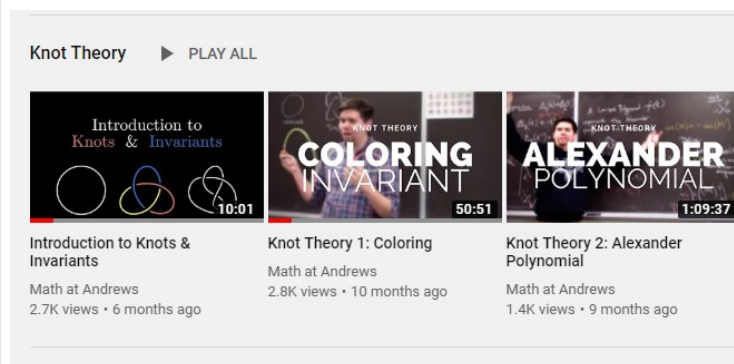 Knot Theory
PLAY ALL
Introduction to
Knots & Invariants
10:01
KNOT THEORY
COLORING
INVARIANT
50:51
KNOT THEORY
ALEXANDER
POLYNOMIAL
1:09:37
Introduction to Knots &
Invariants
Math at Andrews
2.7K views • 6 months ago
Knot Theory 1: Coloring
Math at Andrews
2.8K views • 10 months ago
Knot Theory 2: Alexander
Polynomial
Math at Andrews
1.4K views • 9 months ago